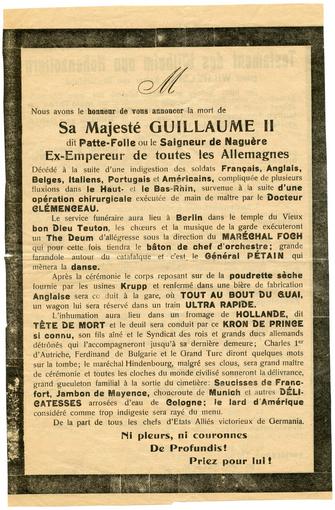 M
Nous avons le honneur de vous annoncer la mort de
Sa Majesté GUILLAUME II
dit Patte-Folle ou le Saigneur de Naguère
Ex-Empereur de toutes les Allemagnes
Décédé à la suite d'une indigestion des soldats Français, Anglais,
Belges, Italiens, Portugais et Américains, compliquée de plusieurs
fluxions dans le Haut- et le Bas-Rhin, survenue à la suite d'une
opération chirurgicale exécutée de main de maître par le Docteur
CLÉMENCEAU.
Le service funéraire aura lieu à Berlin dans le temple du Vieux
bon Dieu Teuton, les chœurs et la musique de la garde exécuteront
un The Deum d'allégresse sous la direction du MARÉCHAL FOCH
qui pour cette fois tiendra le bâton de chef d'orchestre; grande
farandole autour du catafalque et c'est le Général PÉTAIN qui
mènera la danse.
Après la cérémonie le corps reposant sur de la poudrette sèche
fournie par les usines Krupp et renfermé dans une bière de fabrication
Anglaise sera conduit à la gare, où TOUT AU BOUT DU QUAI,
un wagon lui sera réservé dans un train ULTRA RAPIDE.
L'inhumation aura lieu dans un fromage de HOLLANDE, dit
TÊTE DE MORT et le deuil sera conduit par ce KRON DE PRINCE
si connu, son fils aîné et le Syndicat des rois et grands ducs allemands
détrônés qui l'accompagneront jusqu'à sa dernière demeure; Charles 1er
d'Autriche, Ferdinand de Bulgarie et le Grand Turc diront quelques mots
sur la tombe; le maréchal Hindenbourg, malgré ses clous, sera grand maître
de cérémonie et toutes les cloches du monde civilisé sonneront la délivrance,
grand gueuleton familial à la sortie du cimetière: Saucisses de Franc-
fort, Jambon de Mayence, choucroute de Munich et autres DÉLI-
CATESSES arrosées d'eau de Cologne; le lard d'Amérique
considéré comme trop indigeste sera rayé du menu.
De la part de tous les chefs d'Etats Alliés victorieux de Germania.
Ni pleurs, ni couronnes
De Profundis!
Priez pour lui!